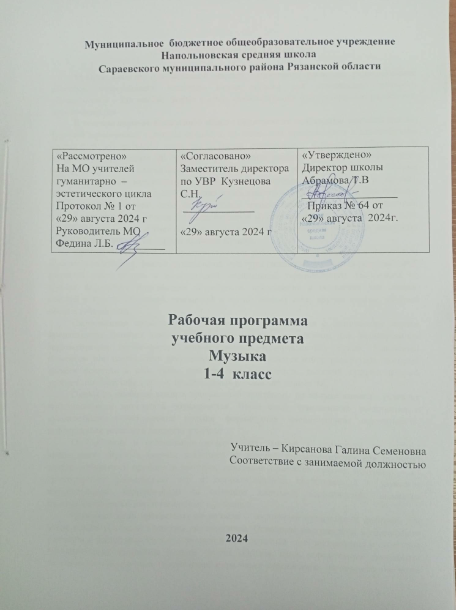 Муниципальное бюджетное общеобразовательное учреждение
Напольновская средняя школа
Сараевского муниципального района Рязанской области
«Рассмотрено»
На МО учителей
гуманитарно –
эстетического цикла
Протокол № 1 от
«29» августа 2024 г
Руководитель МО
Федина Л.Б.
«Согласовано»
Заместитель директора
по УВР Кузнецова
С.Н.
«29» августа 2024 г
«Утверждено»
Директор школы
Абрамова Т.В
Приказ № 64 от
«29» августа 2024г.
Рабочая программа
учебного предмета
Музыка
1-4 класс
Учитель – Кирсанова Галина Семеновна
Соответствие с занимаемой должностью
2024